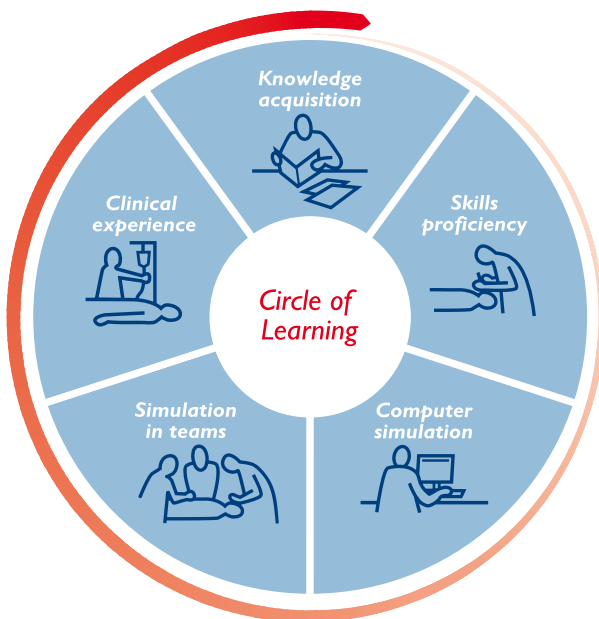 Knowledge
acquisition
Skills
proficiency
Computer
simulation
Simulation
in teams
Clinical
experience
Circle of
Learning